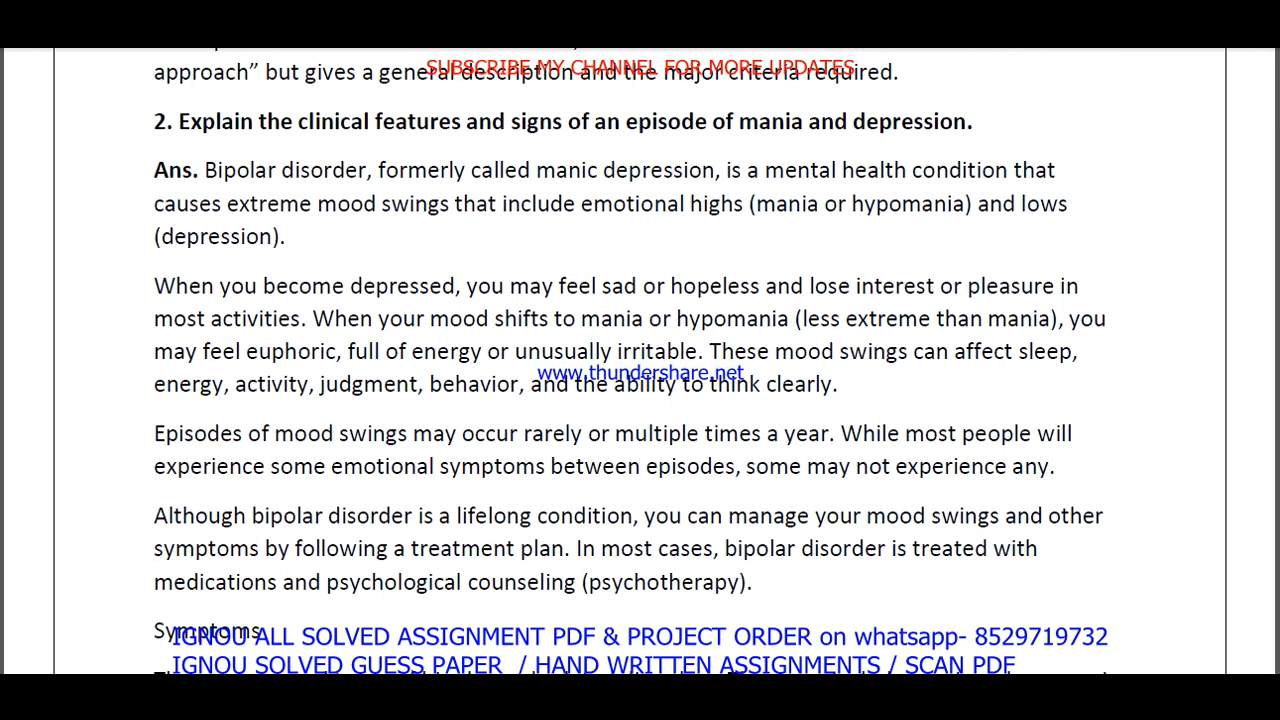 approach” but gives a general description and the major criteria required.
SUBSCRIBE MY CHANNEL FOR MORE UPDATES
2. Explain the clinical features and signs of an episode of mania and depression.
Ans. Bipolar disorder, formerly called manic depression, is a mental health condition that
causes extreme mood swings that include emotional highs (mania or hypomania) and lows
(depression).
When you become depressed, you may feel sad or hopeless and lose interest or pleasure in
most activities. When your mood shifts to mania or hypomania (less extreme than mania), you
may feel euphoric, full of energy or unusually irritable. These mood swings can affect sleep,
www.thundershare.net
energy, activity, judgment, behavior, and the ability to think clearly.
Episodes of mood swings may occur rarely or multiple times a year. While most people will
experience some emotional symptoms between episodes, some may not experience any.
Although bipolar disorder is a lifelong condition, you can manage your mood swings and other
symptoms by following a treatment plan. In most cases, bipolar disorder is treated with
medications and psychological counseling (psychotherapy).
Symptoms
IGNOU ALL SOLVED ASSIGNMENT PDF & PROJECT ORDER on whatsapp- 8529719732
IGNOU SOLVED GUESS PAPER / HAND WRITTEN ASSIGNMENTS / SCAN PDF